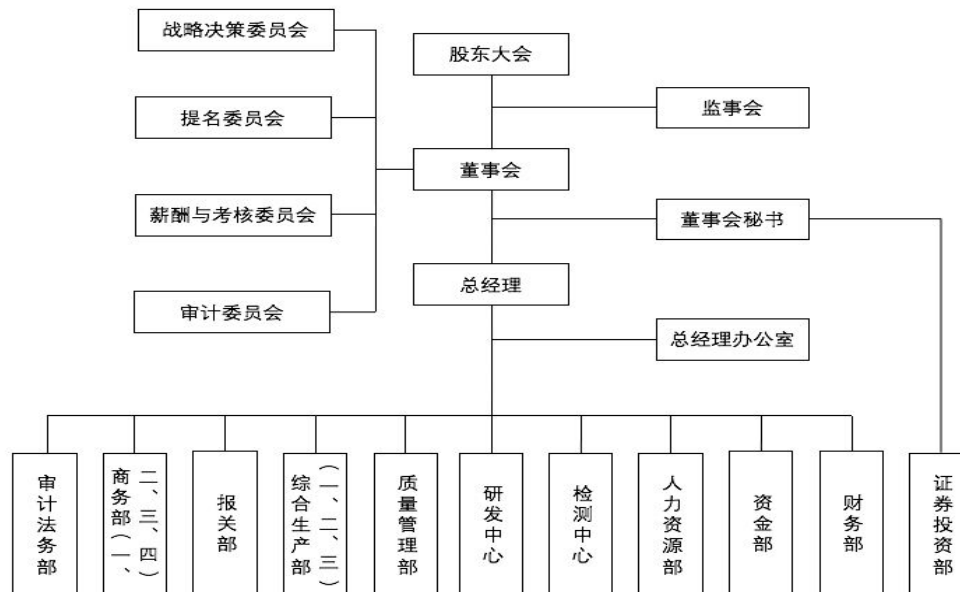 战略决策委员会
股东大会
提名委员会
监事会
董事会
薪酬与考核委员会
董事会秘书
总经理
审计委员会
总经理办公室
审计法务部
商务部(一、
二、三、四)
报关部
综合生产部
(一、二、三)
质量管理部
研发中心
检测中心
人力资源部
资金部
财务部
证券投资部